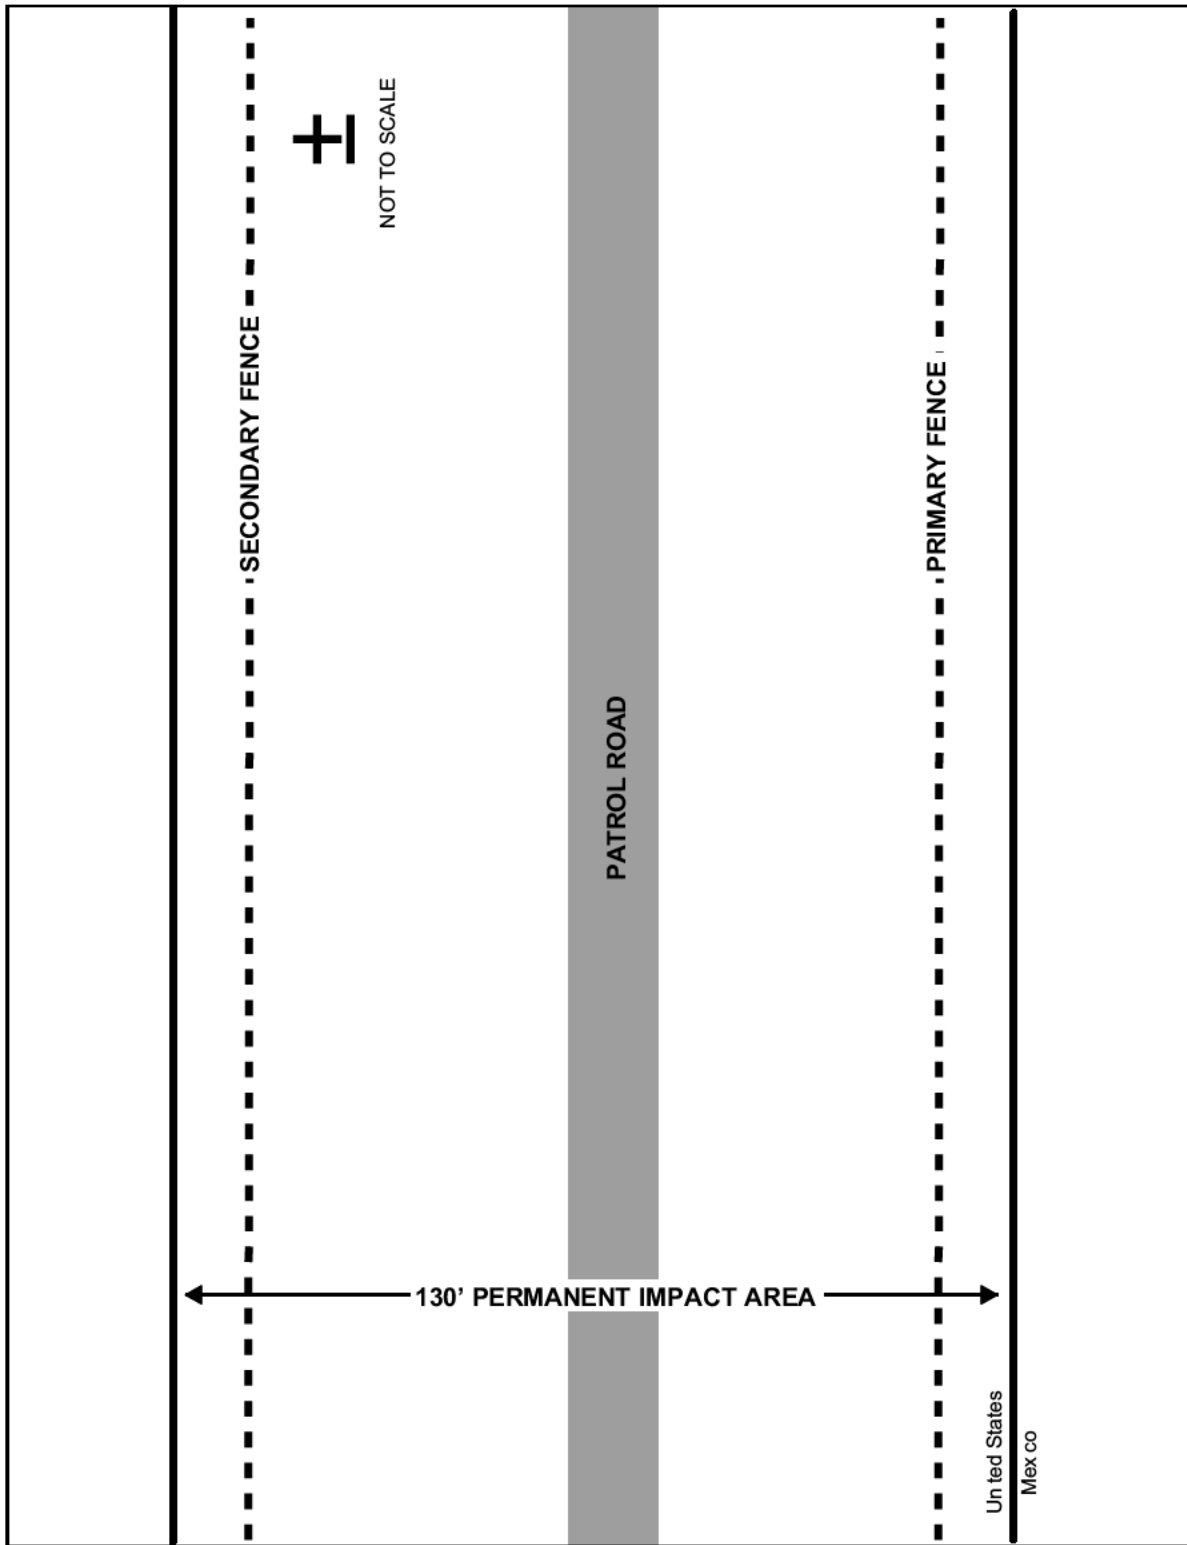 NOT TO SCALE
SECONDARY FENCE
PATROL ROAD
PRIMARY FENCE
130' PERMANENT IMPACT AREA
Un ted States
Mex co